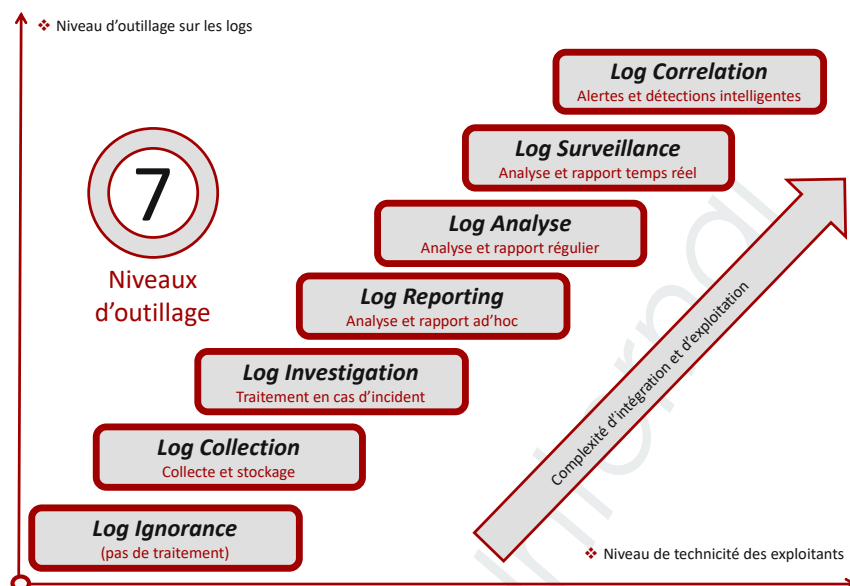 ❖ Niveau d'outillage sur les logs
Log Correlation
Alertes et détections intelligentes
Log Surveillance
Analyse et rapport temps réel
7
Niveaux
d'outillage
Log Analyse
Analyse et rapport régulier
Log Reporting
Analyse et rapport ad'hoc
Log Investigation
Traitement en cas d'incident
Log Collection
Collecte et stockage
Log Ignorance
(pas de traitement)
Complexité d'intégration et d'exploitation
❖ Niveau de technicité des exploitants
Internal